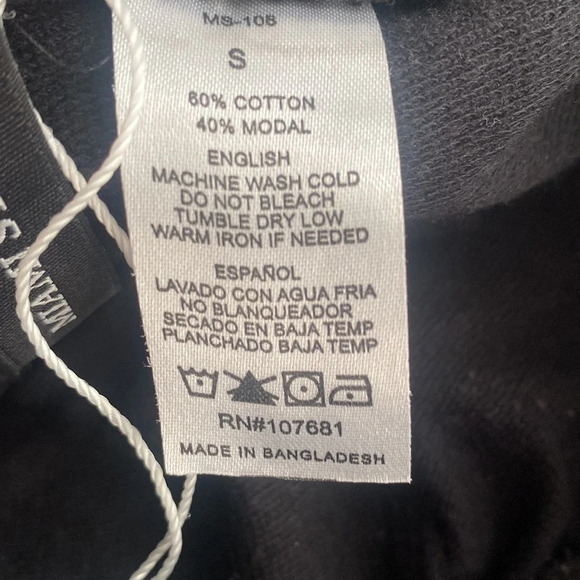 MS-106
S
60% COTTON
40% MODAL
ENGLISH
MACHINE WASH COLD
DO NOT BLEACH
TUMBLE DRY LOW
WARM IRON IF NEEDED
ESPAÑOL
LAVADO CON AGUA FRIA
NO BLANQUEADOR
SECADO EN BAJA TEMP
PLANCHADO BAJA TEMP
RN#107681
MADE IN BANGLADESH